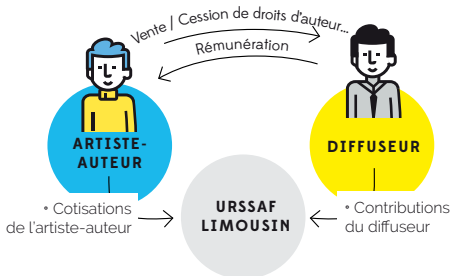 Vente / Cession de droits d'auteur...
Rémunération
ARTISTE-
AUTEUR
DIFFUSEUR
• Cotisations
de l'artiste-auteur
URSSAF
LIMOUSIN
• Contributions
du diffuseur